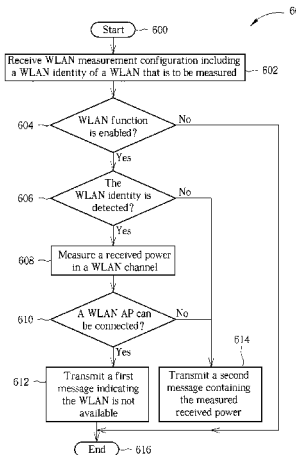 60
Start
600
Receive WLAN measurement configuration including
a WLAN identity of a WLAN that is to be measured
602
604
WLAN function
is enabled?
No
Yes
606
The
WLAN identity is
detected?
No
Yes
608
Measure a received power
in a WLAN channel
610
A WLAN AP can
be connected?
No
Yes
614
612
Transmit a first
message indicating
the WLAN is not
available
Transmit a second
message containing
the measured
received power
End
616